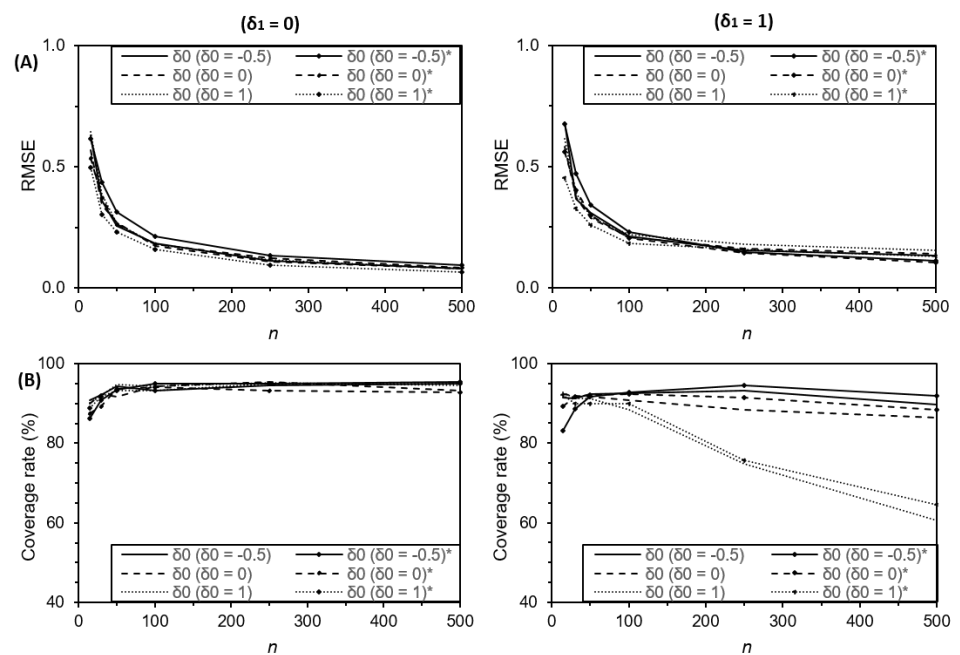 (δ1 = 0)
(δ1 = 1)
(A)
1.0
0.5
0.0
RMSE
δ0 (δ0 = -0.5) δ0 (δ0 = -0.5)*
δ0 (δ0 = 0) δ0 (δ0 = 0)*
δ0 (δ0 = 1) δ0 (δ0 = 1)*
0 100 200 300 400 500
n
1.0
0.5
0.0
RMSE
δ0 (δ0 = -0.5) δ0 (δ0 = -0.5)*
δ0 (δ0 = 0) δ0 (δ0 = 0)*
δ0 (δ0 = 1) δ0 (δ0 = 1)*
0 100 200 300 400 500
n
(B)
100
80
60
40
Coverage rate (%)
δ0 (δ0 = -0.5) δ0 (δ0 = -0.5)*
δ0 (δ0 = 0) δ0 (δ0 = 0)*
δ0 (δ0 = 1) δ0 (δ0 = 1)*
0 100 200 300 400 500
n
100
80
60
40
Coverage rate (%)
δ0 (δ0 = -0.5) δ0 (δ0 = -0.5)*
δ0 (δ0 = 0) δ0 (δ0 = 0)*
δ0 (δ0 = 1) δ0 (δ0 = 1)*
0 100 200 300 400 500
n